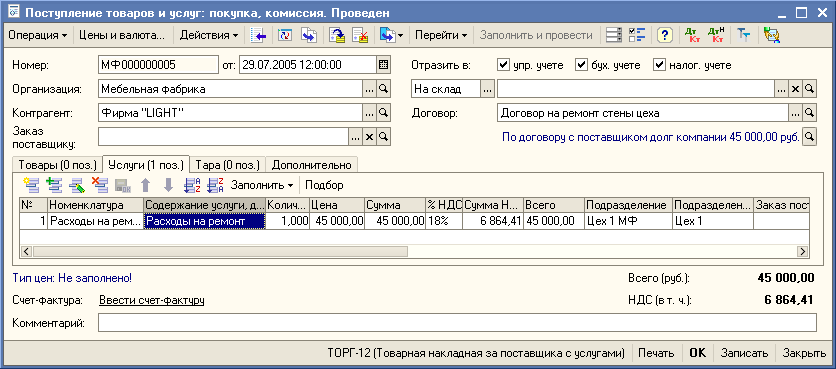 Поступление товаров и услуг: покупка, комиссия. Проведен
Операция Цены и валюта... Действия Перейти Заполнить и провести Дт Кт Дт Н Кт
Номер: МФ000000005 от: 29.07.2005 12:00:00 Отразить в: упр. учете бух. учете налог. учете
Организация: Мебельная фабрика ... На склад ... ... x
Контрагент: Фирма "LIGHT" ... Договор: Договор на ремонт стены цеха ...
Заказ поставщику: ... x По договору с поставщиком долг компании 45 000,00 руб.
Товары (0 поз.) Услуги (1 поз.) Тара (0 поз.) Дополнительно
Заполнить Подбор
№ Номенклатура Содержание услуги, д... Колич... Цена Сумма % НДС Сумма Н... Всего Подразделение Подразделен... Заказ пост
1 Расходы на рем... Расходы на ремонт 1,000 45 000,00 45 000,00 18% 6 864,41 45 000,00 Цех 1 МФ Цех 1
Тип цен: Не заполнено! Всего (руб.): 45 000,00
Счет-фактура: Ввести счет-фактуру НДС (в т. ч.): 6 864,41
Комментарий:
ТОРГ-12 (Товарная накладная за поставщика с услугами) Печать OK Записать Закрыть